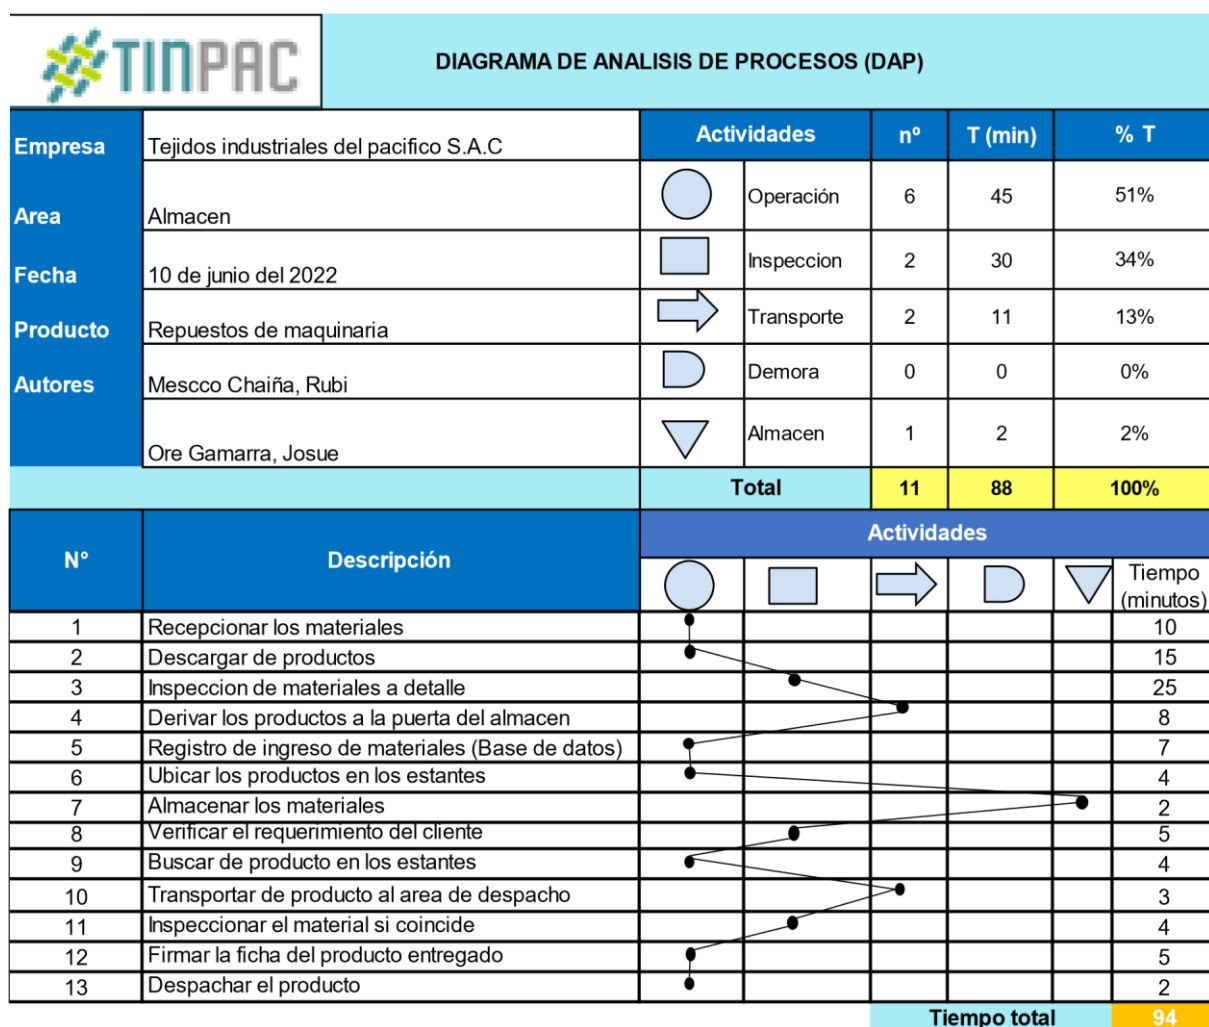 TINPAC
DIAGRAMA DE ANALISIS DE PROCESOS (DAP)
Empresa Tejidos industriales del pacifico S.A.C Actividades nº T (min) % T
Area Almacen Operación 6 45 51%
Fecha 10 de junio del 2022 Inspeccion 2 30 34%
Producto Repuestos de maquinaria Transporte 2 11 13%
Autores Mescco Chaiña, Rubi Demora 0 0 0%
Ore Gamarra, Josue Almacen 1 2 2%
Total 11 88 100%
N° Descripción Actividades
Tiempo
(minutos)
1 Recepcionar los materiales 10
2 Descargar de productos 15
3 Inspeccion de materiales a detalle 25
4 Derivar los productos a la puerta del almacen 8
5 Registro de ingreso de materiales (Base de datos) 7
6 Ubicar los productos en los estantes 4
7 Almacenar los materiales 2
8 Verificar el requerimiento del cliente 5
9 Buscar de producto en los estantes 4
10 Transportar de producto al area de despacho 3
11 Inspeccionar el material si coincide 4
12 Firmar la ficha del producto entregado 5
13 Despachar el producto 2
Tiempo total 94